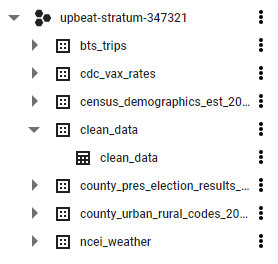 upbeat-stratum-347321
bts_trips
cdc_vax_rates
census_demographics_est_20...
clean_data
clean_data
county_pres_election_results_...
county_urban_rural_codes_20...
ncei_weather